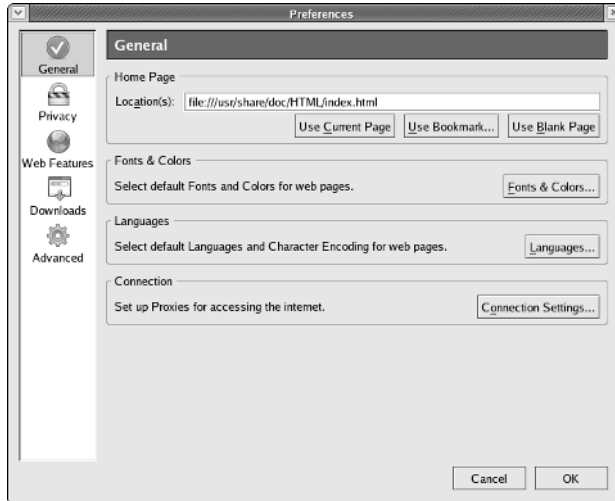 Preferences
General
Privacy
Web Features
Downloads
Advanced
General
Home Page
Location(s): file:///usr/share/doc/HTML/index.html
Use Current Page Use Bookmark... Use Blank Page
Fonts & Colors
Select default Fonts and Colors for web pages. Fonts & Colors...
Languages
Select default Languages and Character Encoding for web pages. Languages...
Connection
Set up Proxies for accessing the internet. Connection Settings...
Cancel OK